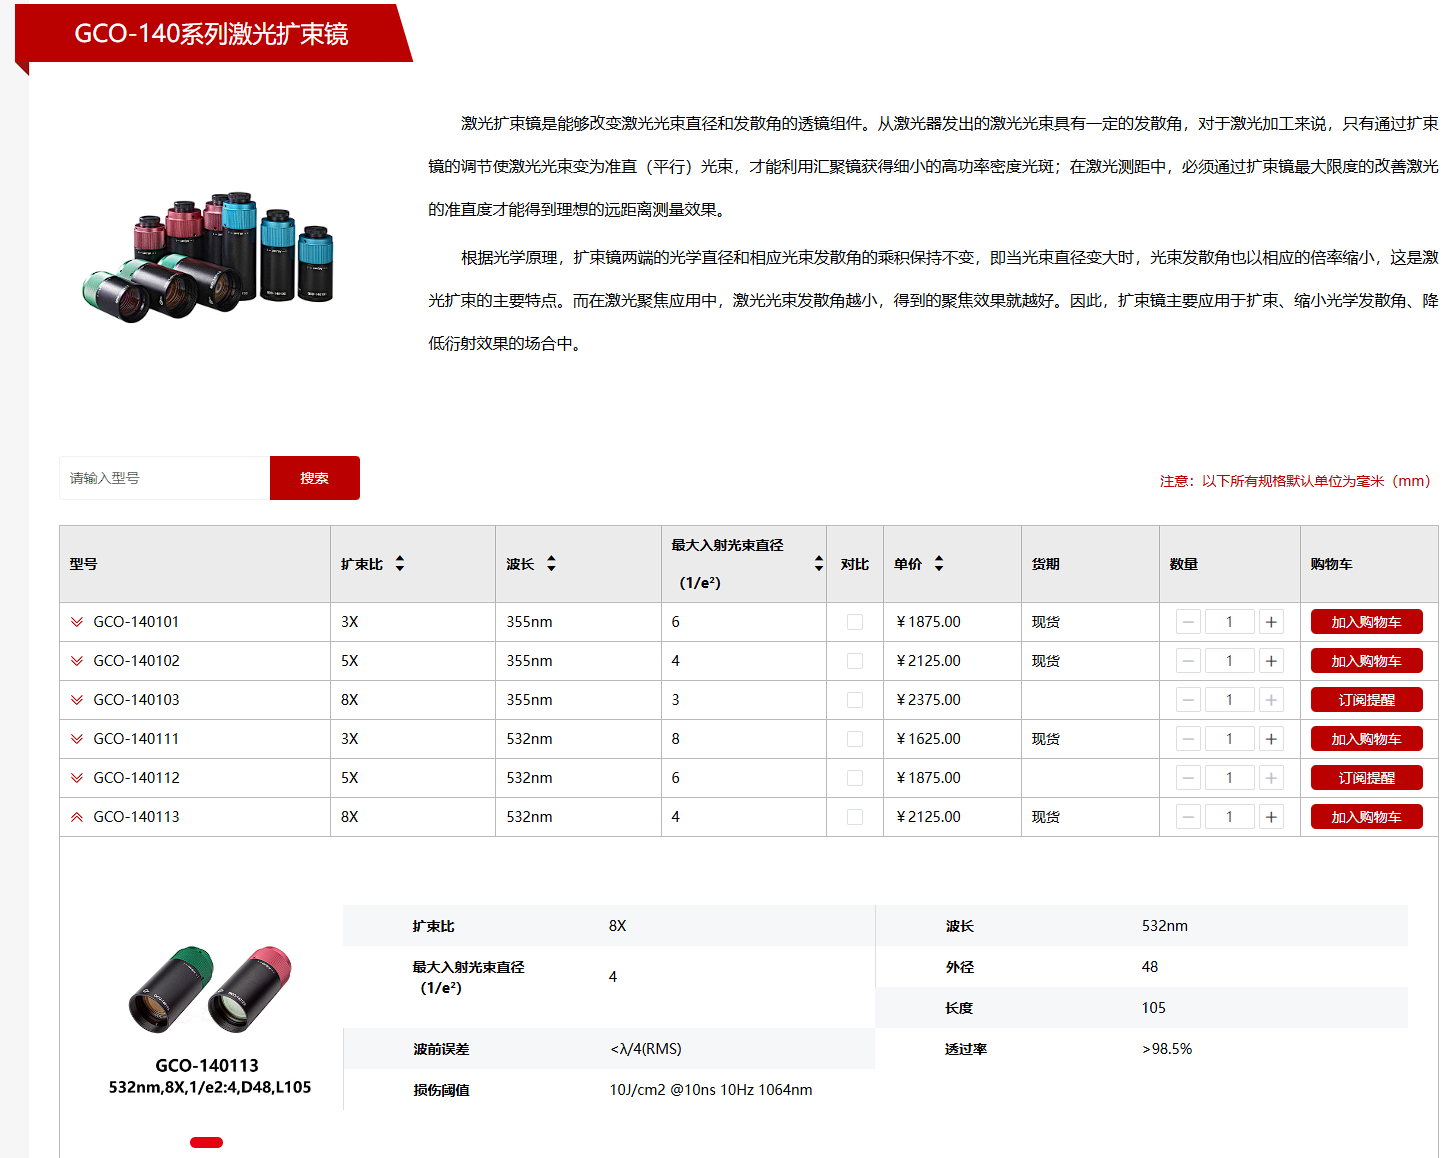 GCO-140系列激光扩束镜
激光扩束镜是能够改变激光光束直径和发散角的透镜组件。从激光器发出的激光光束具有一定的发散角，对于激光加工来说，只有通过扩束
镜的调节使激光光束变为准直（平行）光束，才能利用汇聚镜获得细小的高功率密度光斑；在激光测距中，必须通过扩束镜最大限度的改善激光
的准直度才能得到理想的远距离测量效果。
根据光学原理，扩束镜两端的光学直径和相应光束发散角的乘积保持不变，即当光束直径变大时，光束发散角也以相应的倍率缩小，这是激
光扩束的主要特点。而在激光聚焦应用中，激光光束发散角越小，得到的聚焦效果就越好。因此，扩束镜主要应用于扩束、缩小光学发散角、降
低衍射效果的场合中。
请输入型号 搜索
注意：以下所有规格默认单位为毫米（mm）
型号 扩束比 波长 最大入射光束直径（1/e²） 对比 单价 货期 数量 购物车
GCO-140101 3X 355nm 6 ￥1875.00 现货 1 加入购物车
GCO-140102 5X 355nm 4 ￥2125.00 现货 1 加入购物车
GCO-140103 8X 355nm 3 ￥2375.00 1 订阅提醒
GCO-140111 3X 532nm 8 ￥1625.00 现货 1 加入购物车
GCO-140112 5X 532nm 6 ￥1875.00 1 订阅提醒
GCO-140113 8X 532nm 4 ￥2125.00 现货 1 加入购物车
扩束比 8X 波长 532nm
最大入射光束直径（1/e²） 4 外径 48
长度 105
波前误差 <λ/4(RMS) 透过率 >98.5%
损伤阈值 10J/cm2 @10ns 10Hz 1064nm
GCO-140113
532nm,8X,1/e2:4,D48,L105